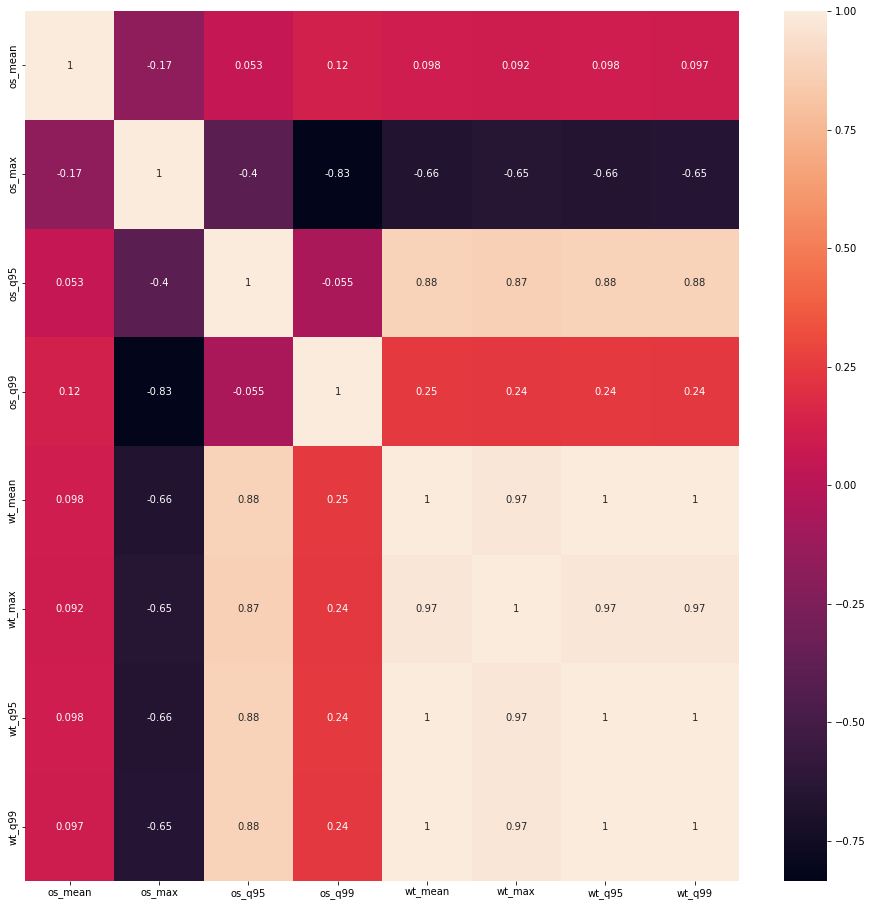 os_mean 1 -0.17 0.053 0.12 0.098 0.092 0.098 0.097
os_max -0.17 1 -0.4 -0.83 -0.66 -0.65 -0.66 -0.65
os_q95 0.053 -0.4 1 -0.055 0.88 0.87 0.88 0.88
os_q99 0.12 -0.83 -0.055 1 0.25 0.24 0.24 0.24
wt_mean 0.098 -0.66 0.88 0.25 1 0.97 1 1
wt_max 0.092 -0.65 0.87 0.24 0.97 1 0.97 0.97
wt_q95 0.098 -0.66 0.88 0.24 1 0.97 1 1
wt_q99 0.097 -0.65 0.88 0.24 1 0.97 1 1
os_mean os_max os_q95 os_q99 wt_mean wt_max wt_q95 wt_q99
1.00
0.75
0.50
0.25
0.00
−0.25
−0.50
−0.75